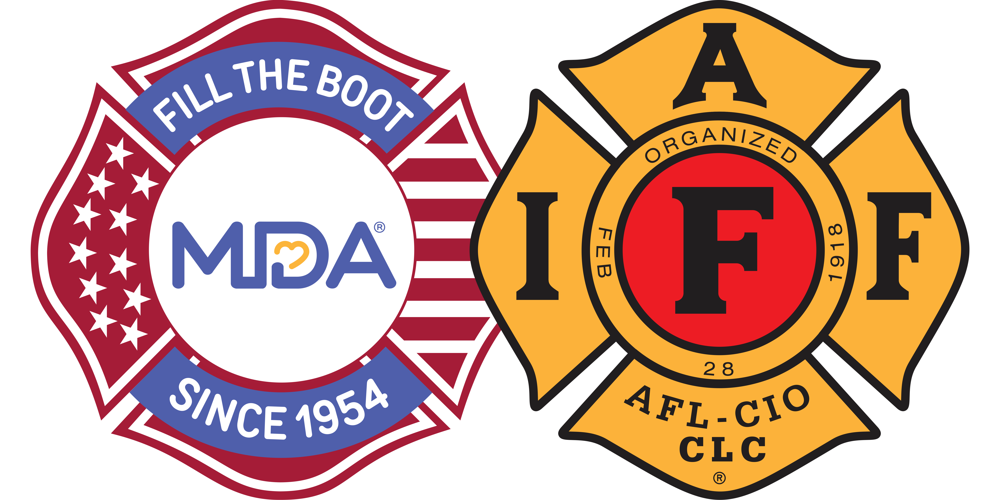 FILL THE BOOT
MDA®
SINCE 1954
A
ORGANIZED
I
FEB
F
1918
F
28
AFL-CIO
CLC
®